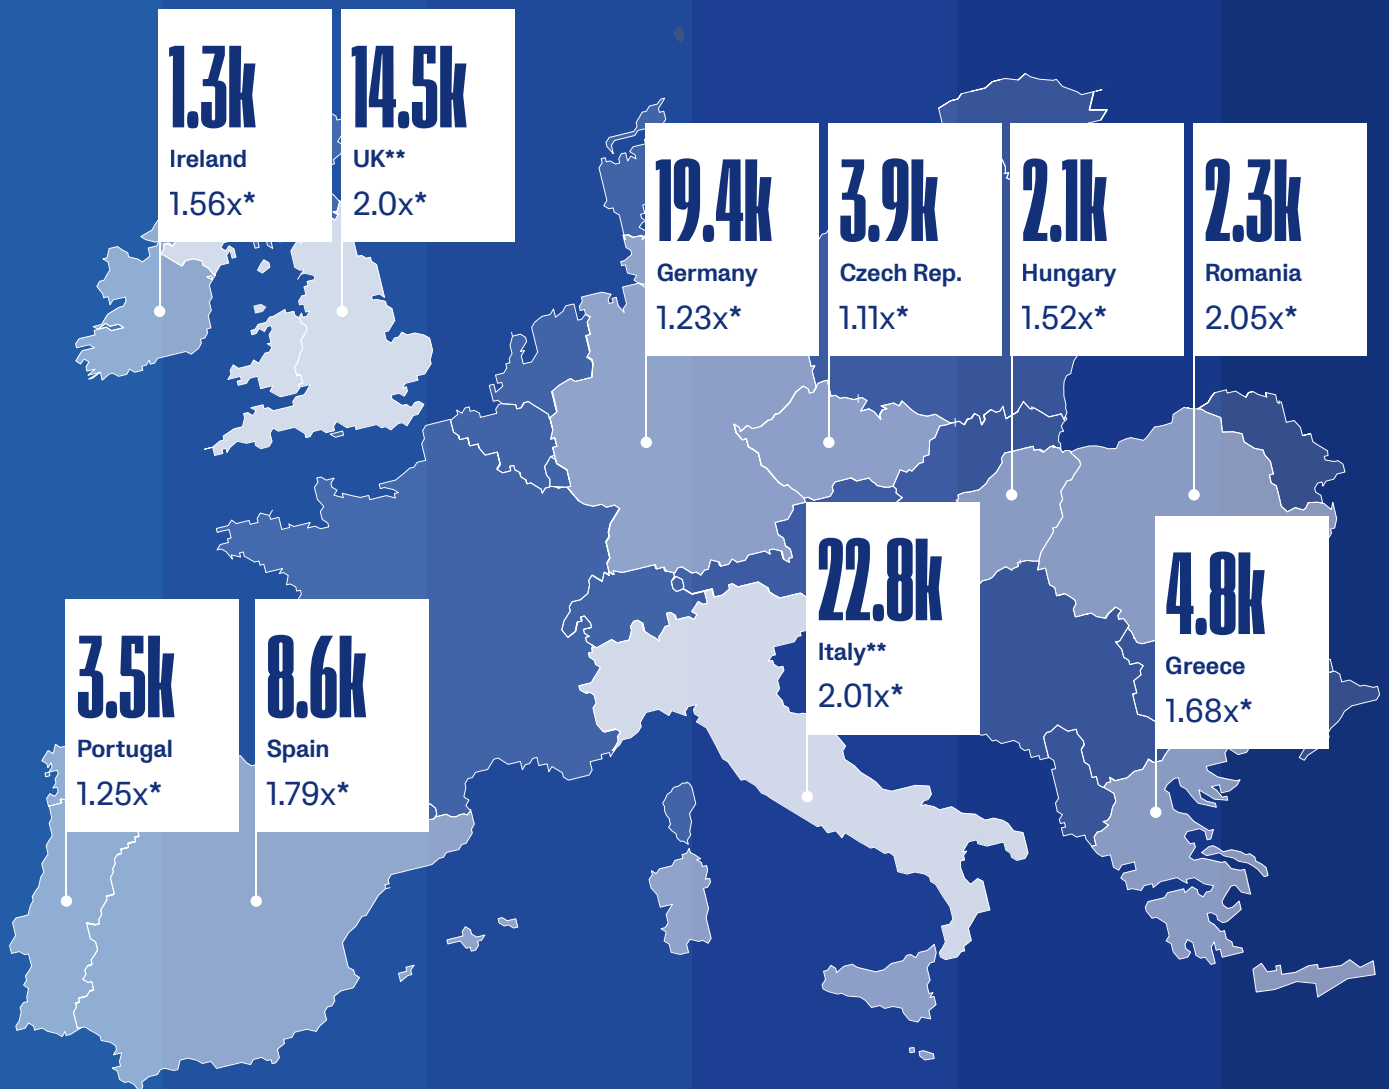 1.3k
Ireland
1.56x*
14.5k
UK**
2.0x*
19.4k
Germany
1.23x*
3.9k
Czech Rep.
1.11x*
2.1k
Hungary
1.52x*
2.3k
Romania
2.05x*
22.8k
Italy**
2.01x*
4.8k
Greece
1.68x*
3.5k
Portugal
1.25x*
8.6k
Spain
1.79x*